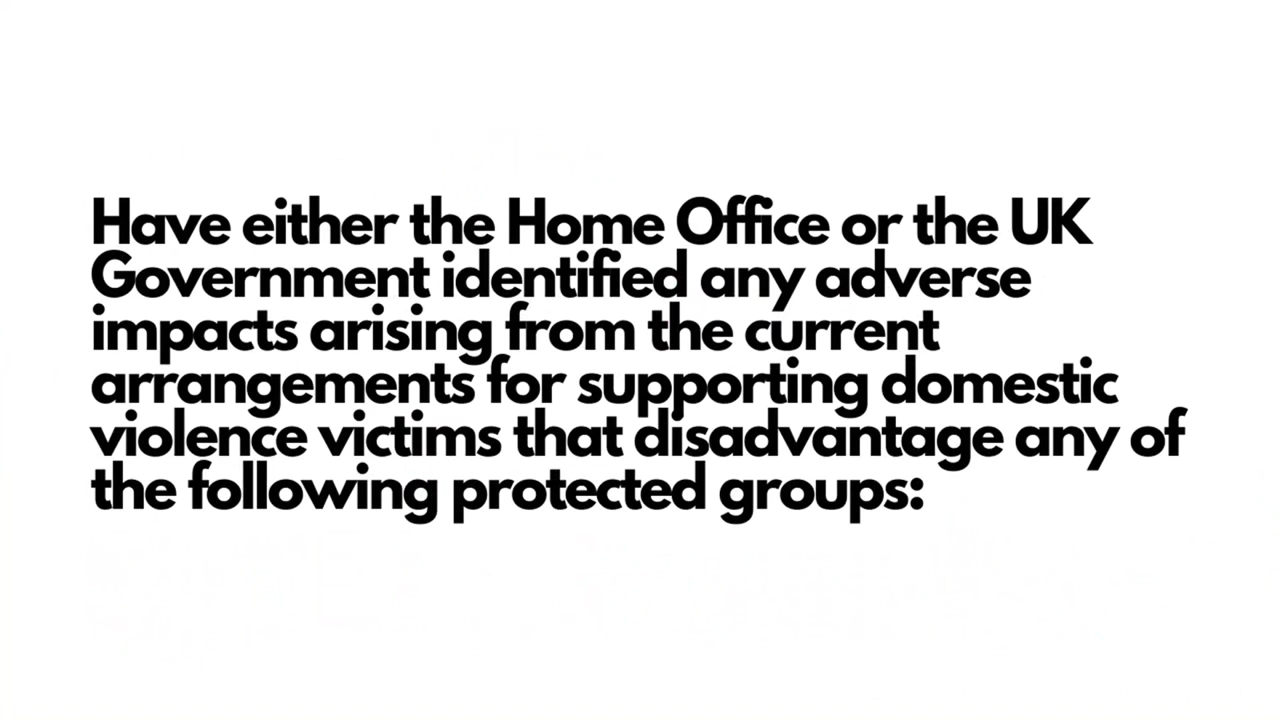 Have either the Home Office or the UK
Government identified any adverse
impacts arising from the current
arrangements for supporting domestic
violence victims that disadvantage any of
the following protected groups: